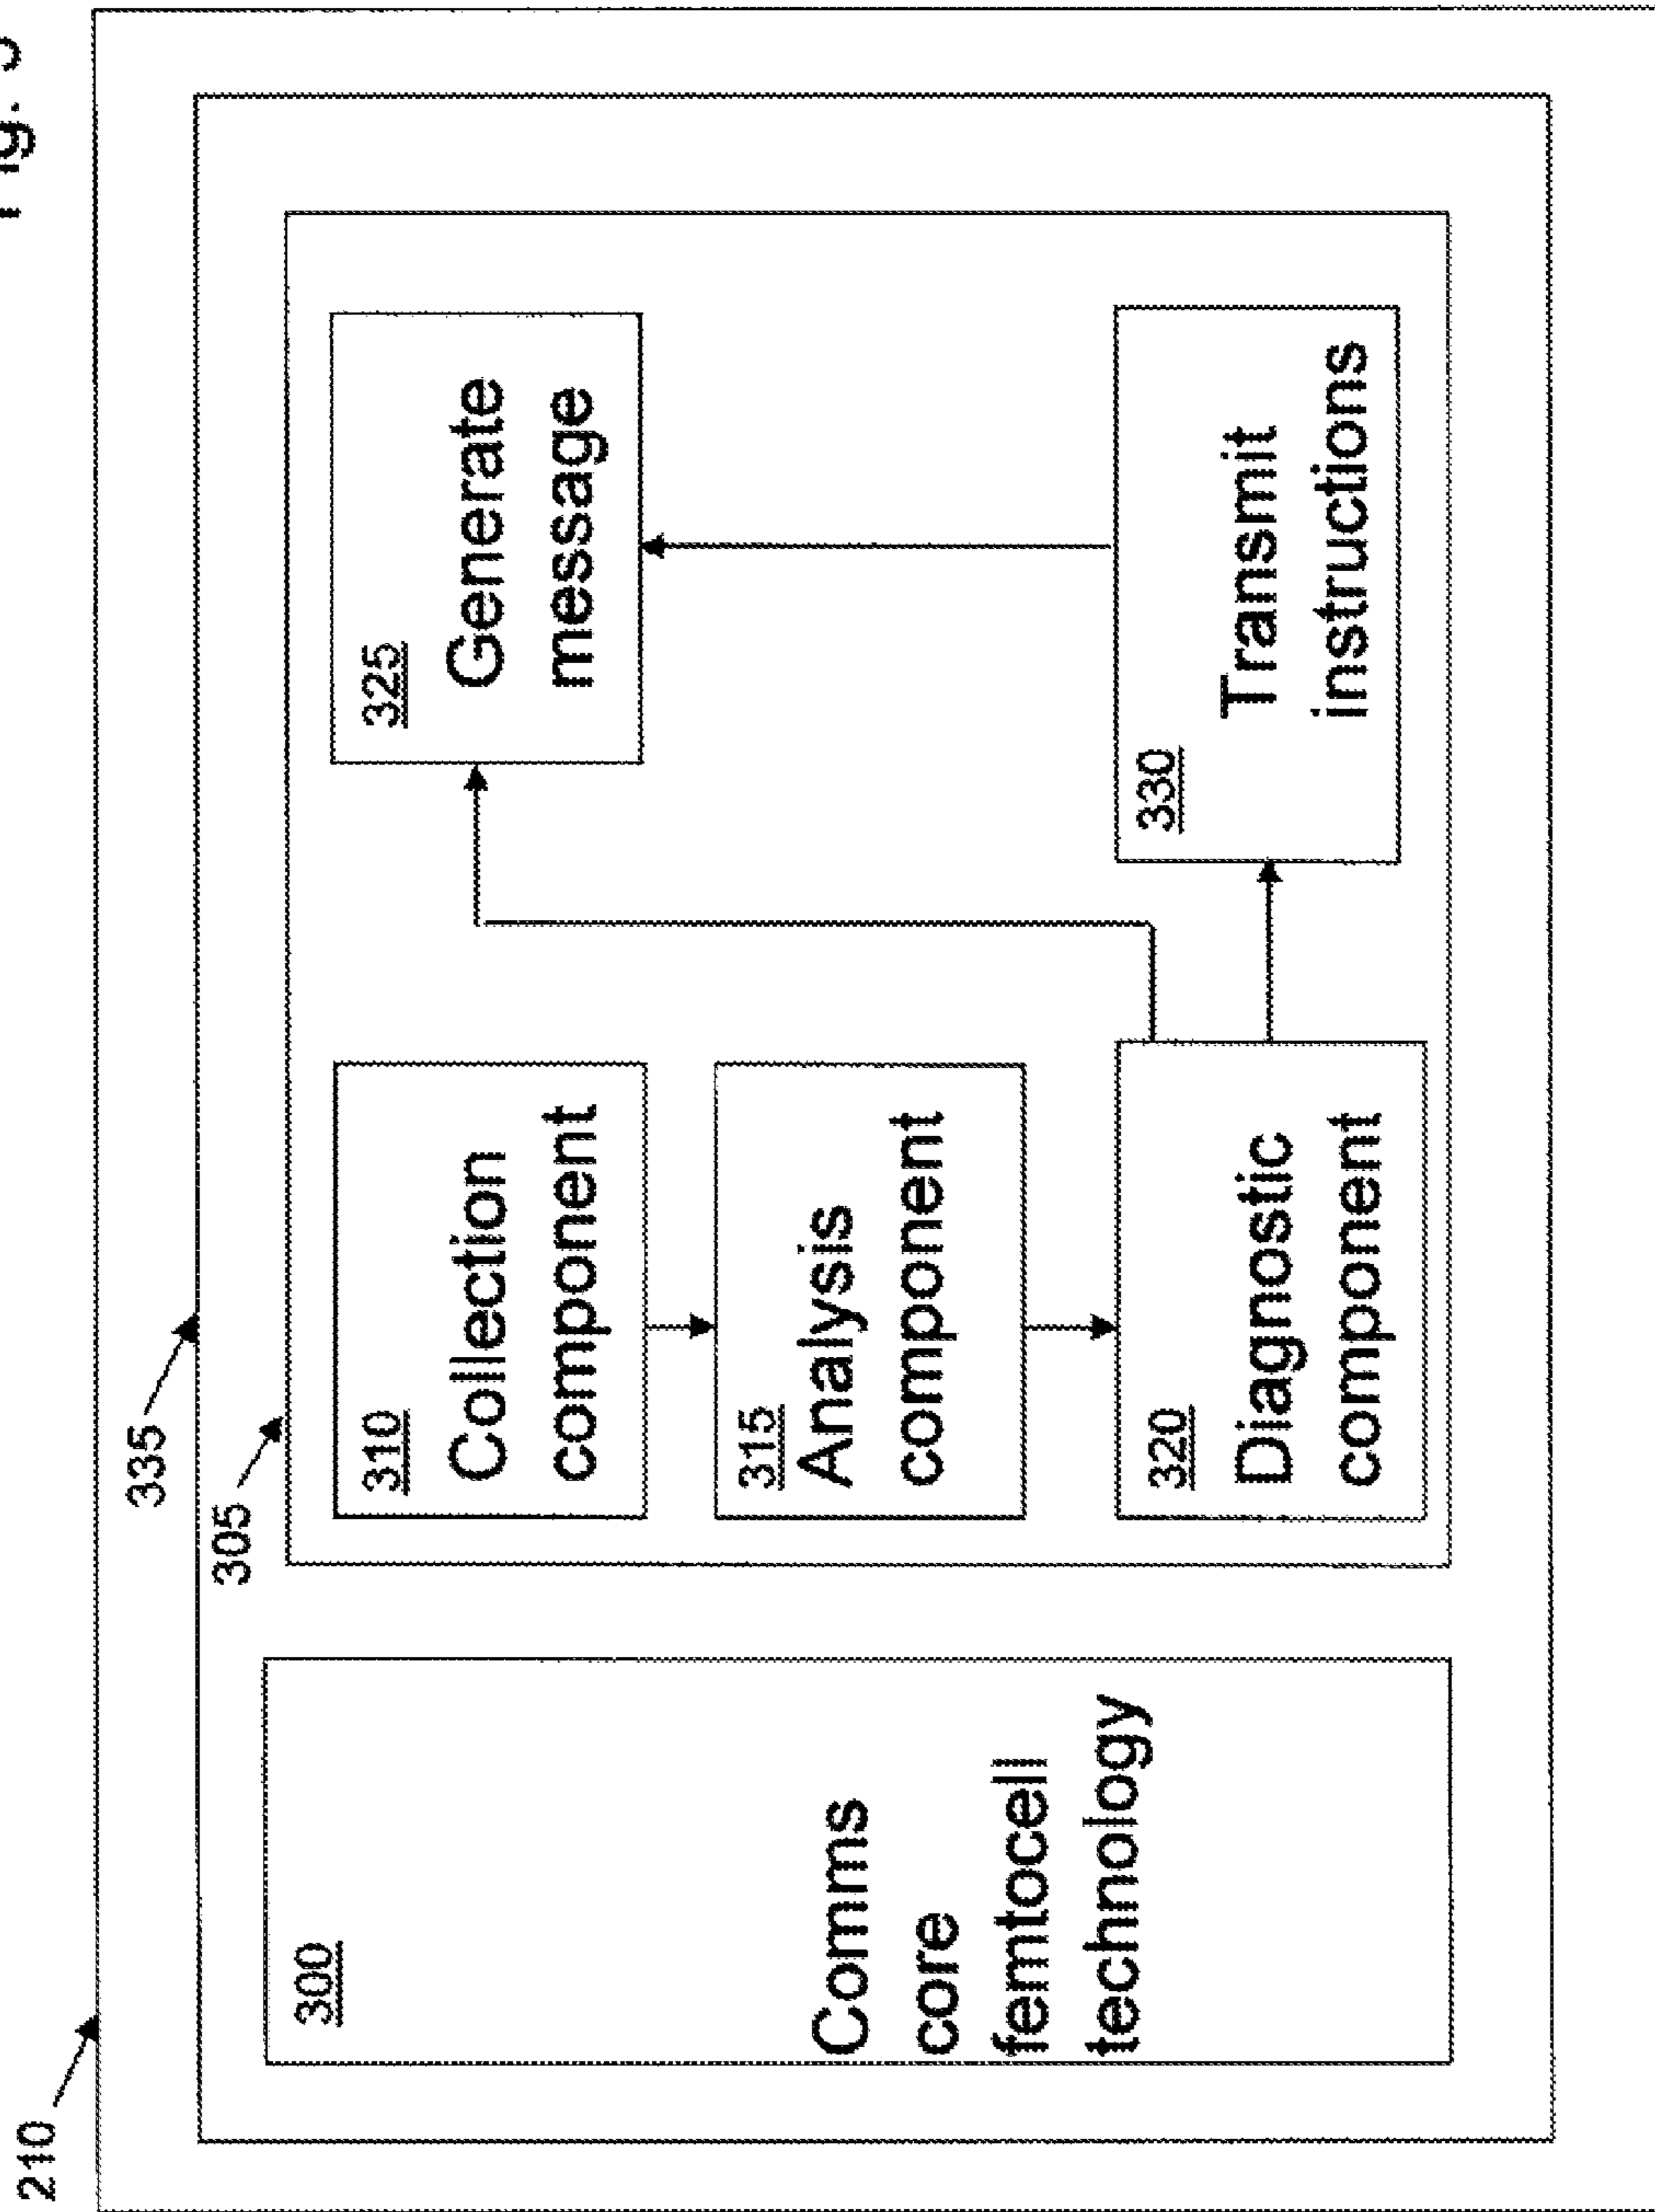 Fig.
210
335
305
300
Comms
core
femtocell
technology
310
Collection
component
315
Analysis
component
320
Diagnostic
component
325
Generate
message
330
Transmit
instructions